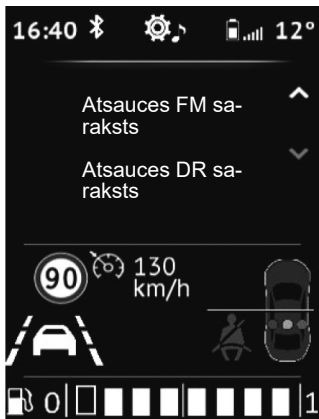 16:40 12°
Atsauces FM sa-
raksts
Atsauces DR sa-
raksts
90 130
km/h
0 1